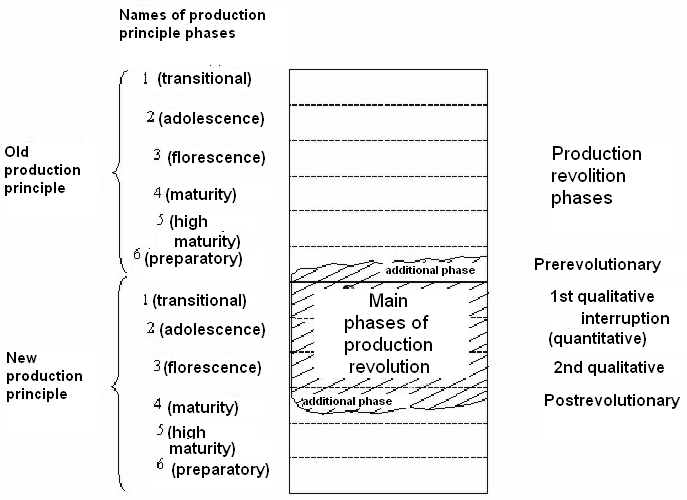 Names of production
principle phases
Old
production
principle
1 (transitional)
2 (adolescence)
3 (florescence)
4 (maturity)
5 (high
maturity)
6 (preparatory)
New
production
principle
1 (transitional)
2 (adolescence)
3 (florescence)
4 (maturity)
5 (high
maturity)
6 (preparatory)
additional phase
Main
phases of
production
revolution
additional phase
Production
revolition
phases
Prerevolutionary
1st qualitative
interruption
(quantitative)
2nd qualitative
Postrevolutionary